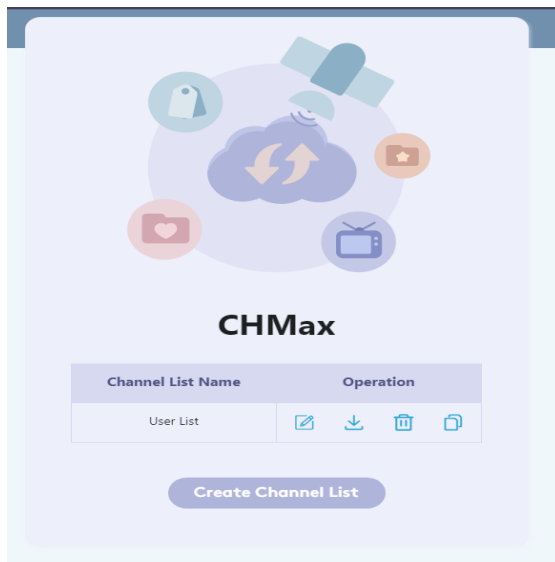 CHMax
Channel List Name Operation
User List
Create Channel List